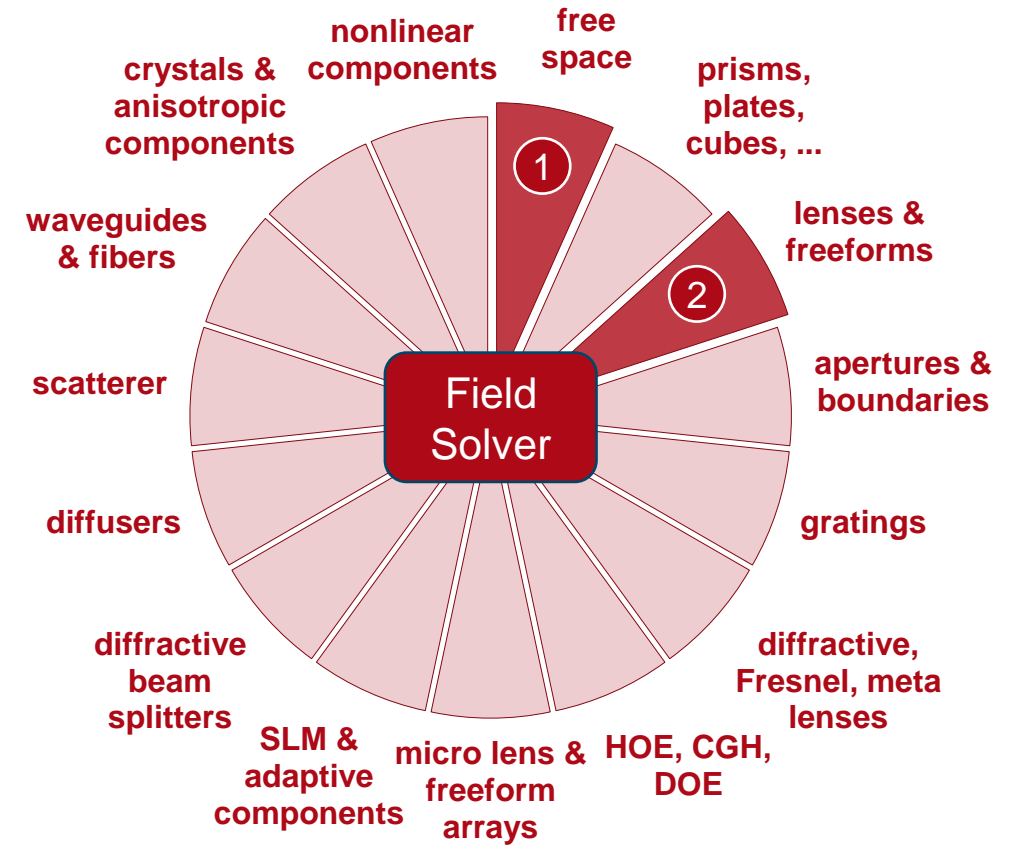 free
space
1
prisms,
plates,
cubes, ...
lenses &
freeforms
2
apertures &
boundaries
gratings
diffractive,
Fresnel, meta
lenses
HOE, CGH,
DOE
micro lens &
freeform
arrays
SLM &
adaptive
components
diffractive
beam
splitters
diffusers
scatterer
waveguides
& fibers
crystals &
anisotropic
components
nonlinear
components
Field
Solver